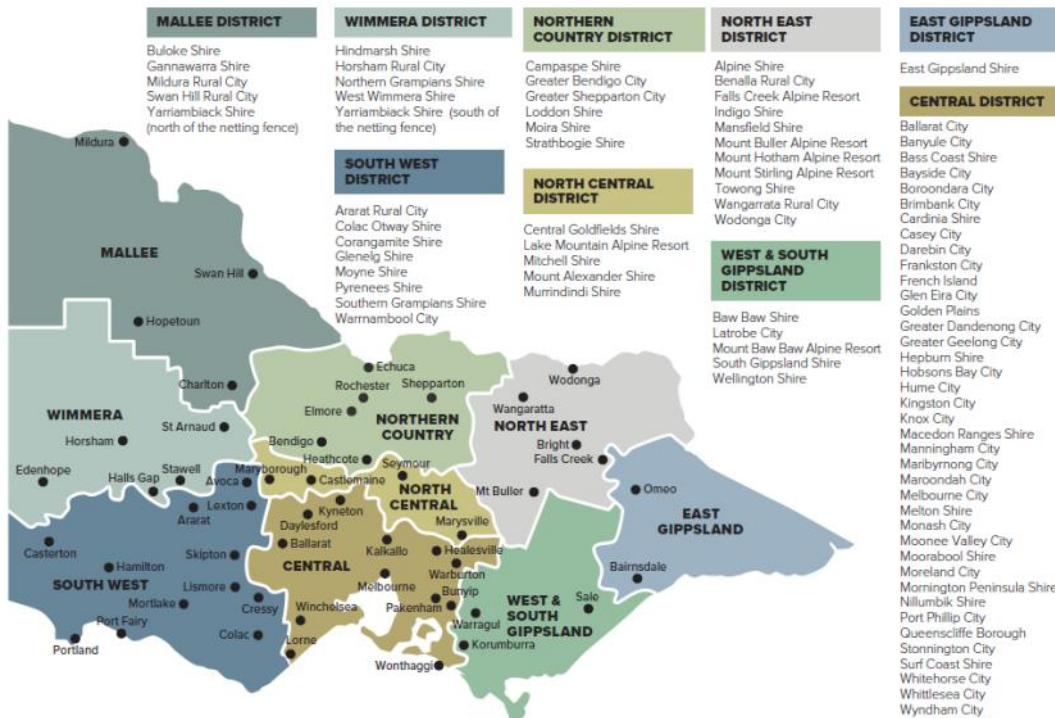 MALLEE DISTRICT
Buloke Shire
Gannawarra Shire
Mildura Rural City
Swan Hill Rural City
Yarriambiack Shire
(north of the netting fence)
WIMMERA DISTRICT
Hindmarsh Shire
Horsham Rural City
Northern Grampians Shire
West Wimmera Shire
Yarriambiack Shire (south of
the netting fence)
SOUTH WEST
DISTRICT
Ararat Rural City
Colac Otway Shire
Corangamite Shire
Glenelg Shire
Moyne Shire
Pyrenees Shire
Southern Grampians Shire
Warrnambool City
NORTHERN
COUNTRY DISTRICT
Campaspe Shire
Greater Bendigo City
Greater Shepparton City
Loddon Shire
Moira Shire
Strathbogie Shire
NORTH CENTRAL
DISTRICT
Central Goldfields Shire
Lake Mountain Alpine Resort
Mitchell Shire
Mount Alexander Shire
Murrindindi Shire
NORTH EAST
DISTRICT
Alpine Shire
Benalla Rural City
Falls Creek Alpine Resort
Indigo Shire
Mansfield Shire
Mount Buller Alpine Resort
Mount Hotham Alpine Resort
Mount Stirling Alpine Resort
Towong Shire
Wangarrata Rural City
Wodonga City
WEST & SOUTH
GIPPSLAND
DISTRICT
Baw Baw Shire
Latrobe City
Mount Baw Baw Alpine Resort
South Gippsland Shire
Wellington Shire
EAST GIPPSLAND
DISTRICT
East Gippsland Shire
CENTRAL DISTRICT
Ballarat City
Banyule City
Bass Coast Shire
Bayside City
Boroondara City
Brimbank City
Cardinia Shire
Casey City
Darebin City
Frankston City
French Island
Glen Eira City
Golden Plains
Greater Dandenong City
Greater Geelong City
Hepburn Shire
Hobsons Bay City
Hume City
Kingston City
Knox City
Macedon Ranges Shire
Manningham City
Maribyrnong City
Maroondah City
Melbourne City
Melton Shire
Monash City
Moonee Valley City
Moorabool Shire
Moreland City
Mornington Peninsula Shire
Nillumbik Shire
Port Phillip City
Queenscliffe Borough
Stonnington City
Surf Coast Shire
Whitehorse City
Whittlesea City
Wyndham City
Mildura
MALLEE
Swan Hill
Hopetoun
Charlton
WIMMERA
St Arnaud
Horsham
Edenhope
Halls Gap
Stawell
Echuca
Rochester
Shepparton
Elmore
NORTHERN
COUNTRY
Bendigo
Heathcote
Wodonga
Wangaratta
NORTH EAST
Bright
Falls Creek
Mt Buller
Avoca
Maryborough
Castlemaine
Seymour
NORTH
CENTRAL
Marysville
Omeo
EAST
GIPPSLAND
Bairnsdale
Lexton
Ararat
Casterton
Skipton
Hamilton
SOUTH WEST
Lismore
Mortlake
Cressy
Port Fairy
Portland
Colac
Kyneton
Daylesford
Ballarat
Kalkallo
CENTRAL
Healesville
Warburton
Melbourne
Bunyip
Pakenham
Winchelsea
Lorne
Wonthaggi
Sale
WEST &
SOUTH
GIPPSLAND
Warragul
Korumburra